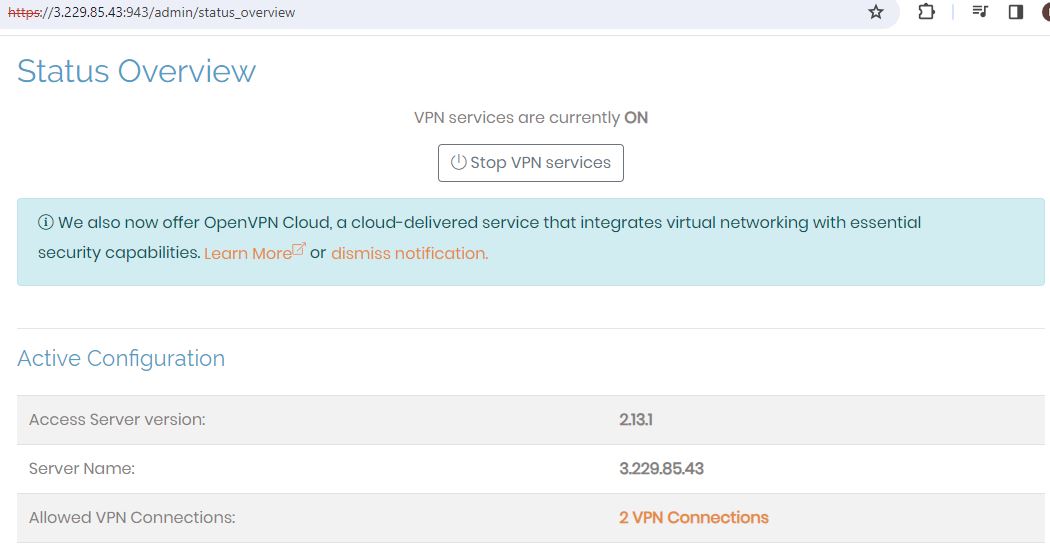 https://3.229.85.43:943/admin/status_overview
Status Overview
VPN services are currently ON
Stop VPN services
We also now offer OpenVPN Cloud, a cloud-delivered service that integrates virtual networking with essential
security capabilities. Learn More or dismiss notification.
Active Configuration
Access Server version: 2.13.1
Server Name: 3.229.85.43
Allowed VPN Connections: 2 VPN Connections